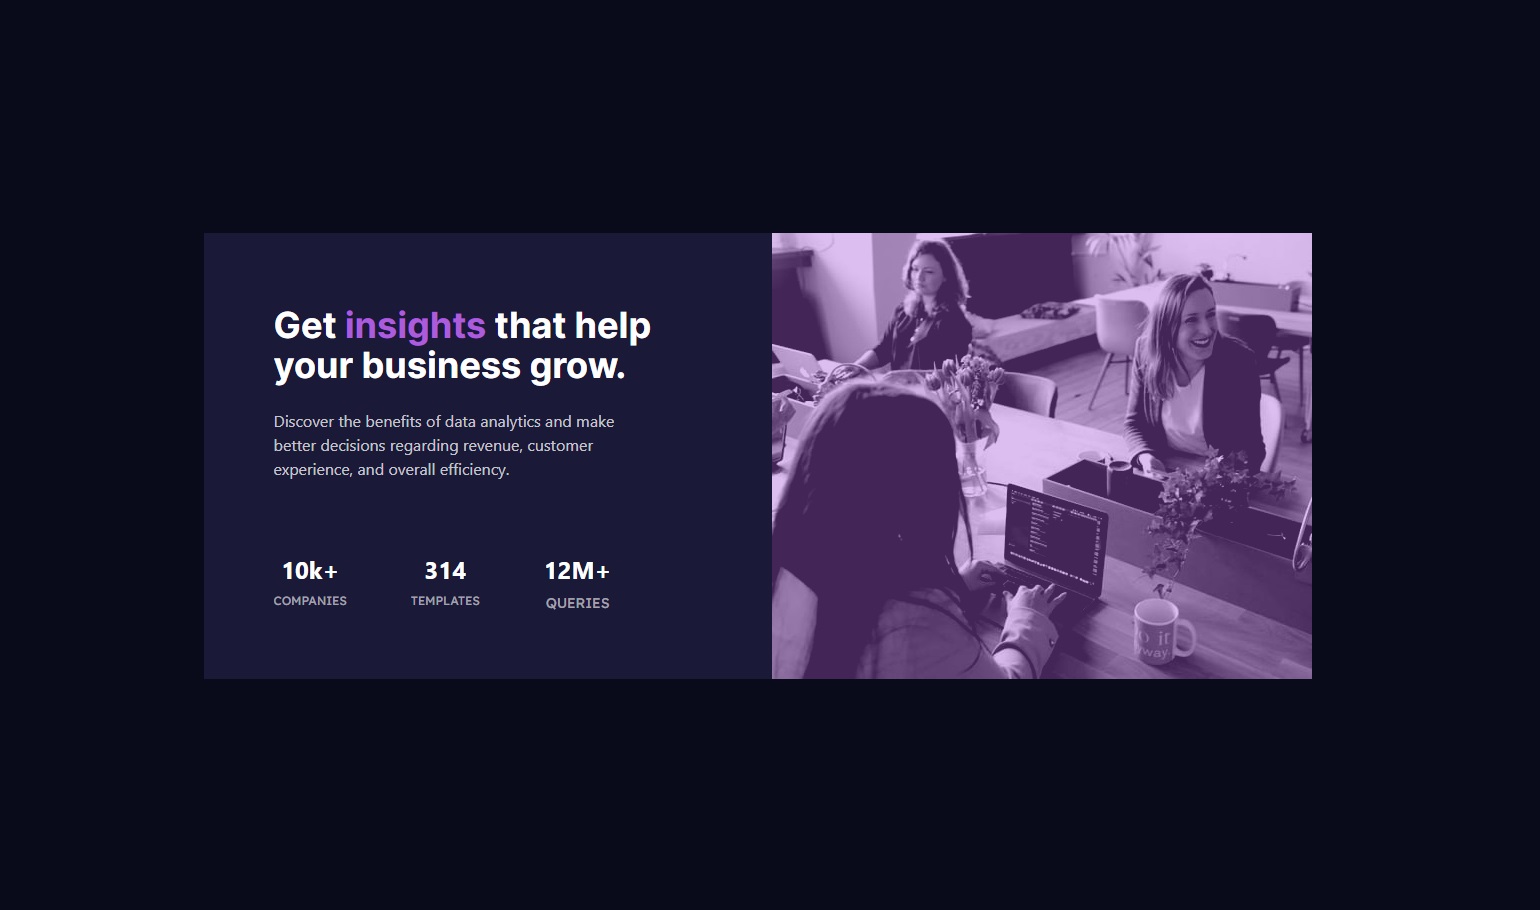 Get insights that help
your business grow.
Discover the benefits of data analytics and make
better decisions regarding revenue, customer
experience, and overall efficiency.
10k+ 314 12M+
COMPANIES TEMPLATES QUERIES